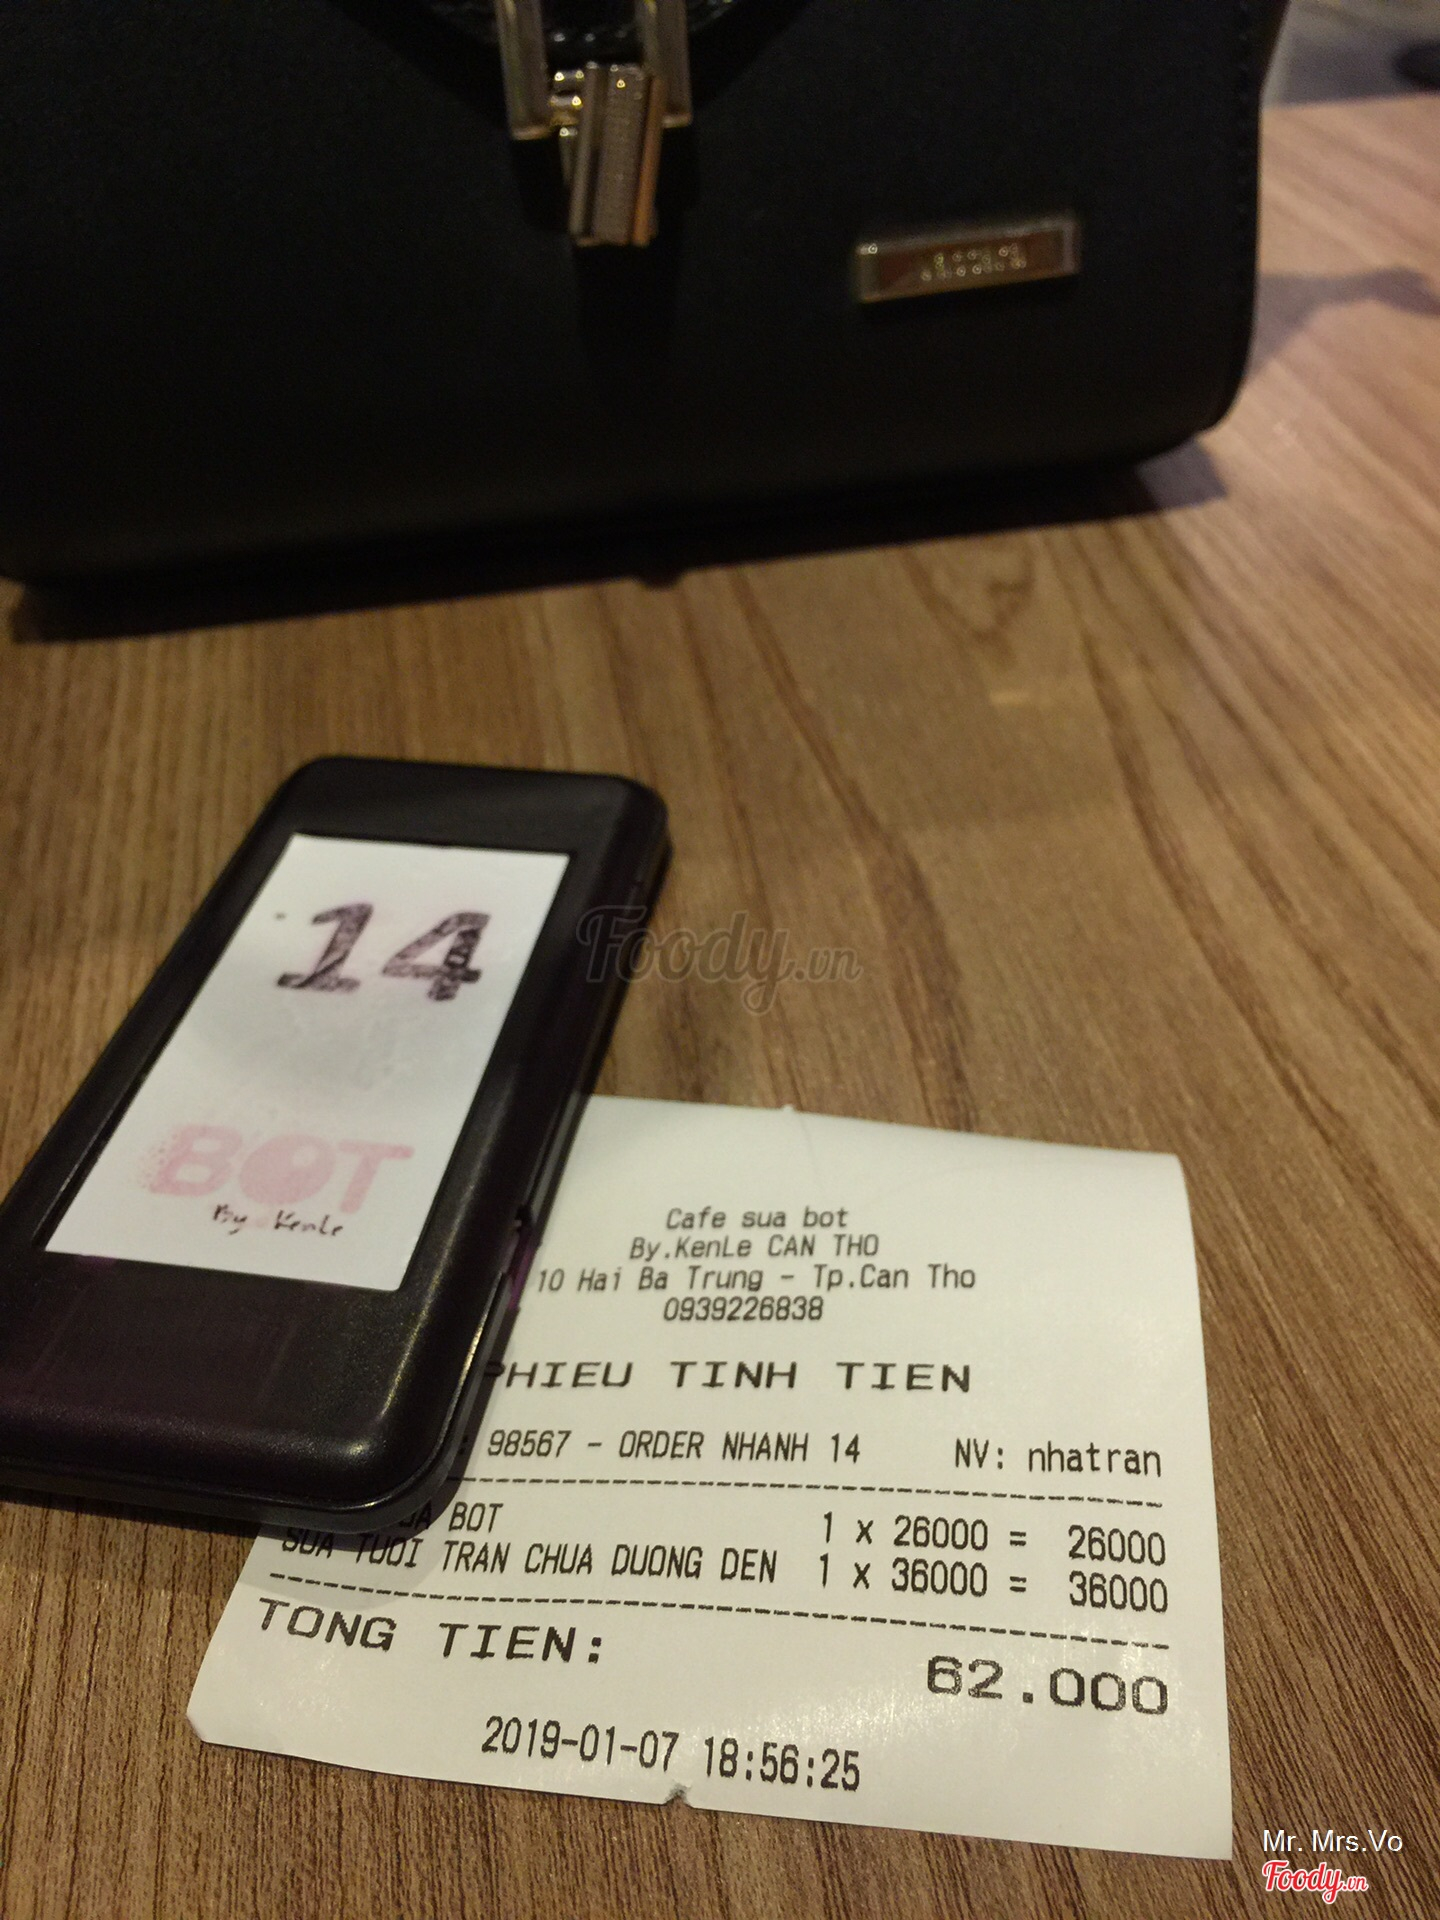 14
BOT
By KenLe
Foody.vn
Cafe sua bot
By.KenLe CAN THO
10 Hai Ba Trung - Tp.Can Tho
0939226838
PHIEU TINH TIEN
: 98567 - ORDER NHANH 14 NV: nhatran
BOT 1 x 26000 = 26000
SUA TUOI TRAN CHUA DUONG DEN 1 x 36000 = 36000
TONG TIEN: 62.000
2019-01-07 18:56:25
Mr. Mrs.Vo
Foody.vn